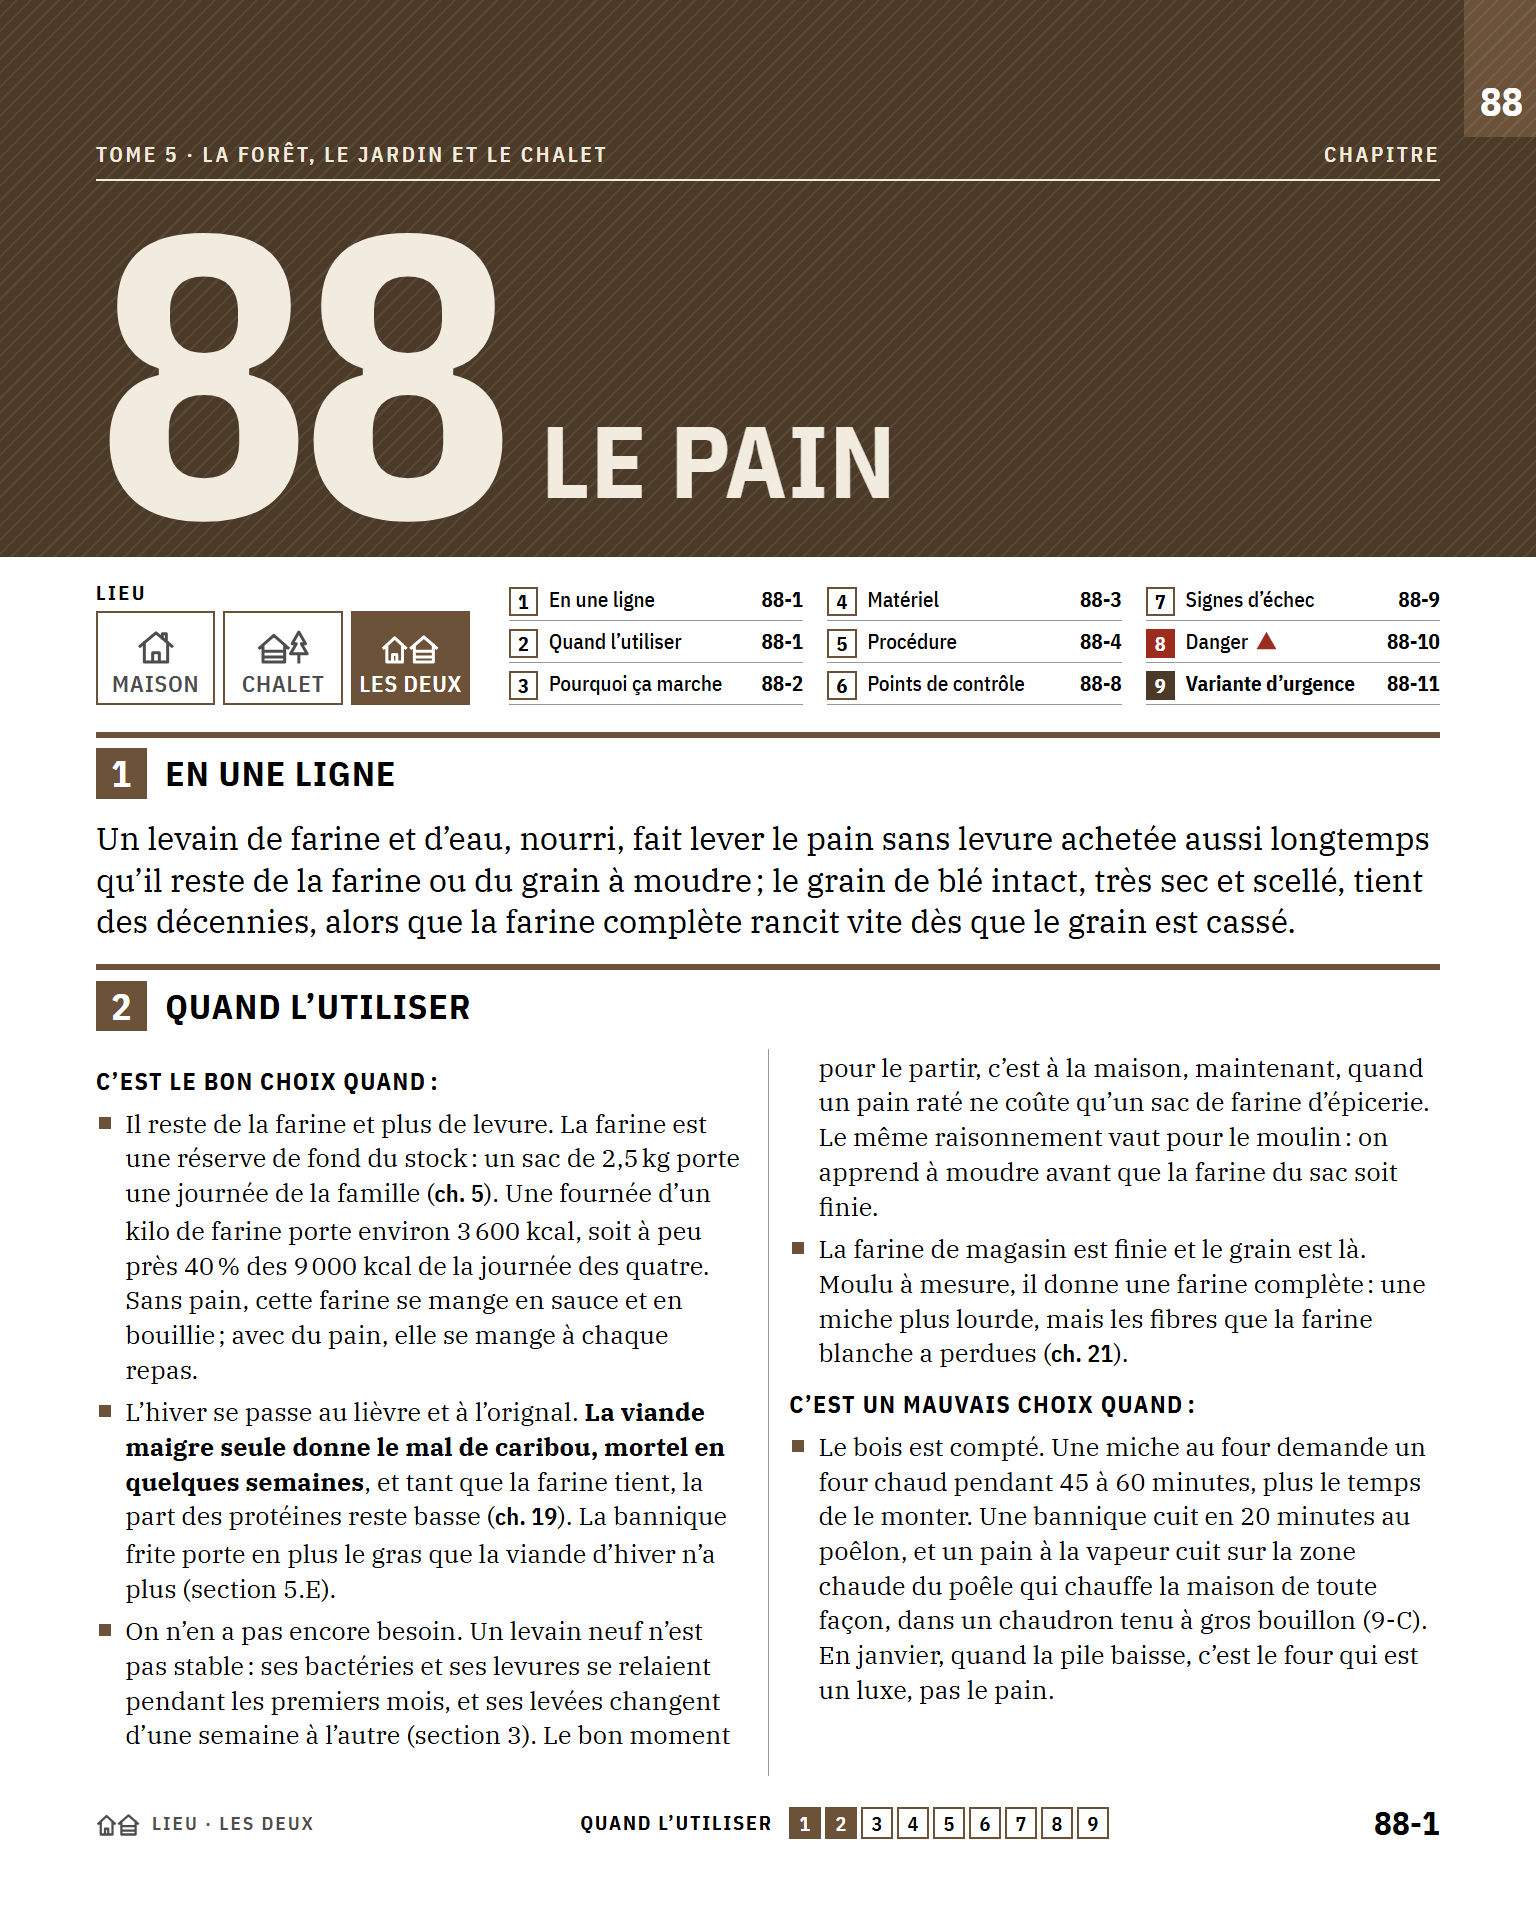 88
TOME 5 · LA FORÊT, LE JARDIN ET LE CHALET
CHAPITRE
88 LE PAIN
LIEU
MAISON
CHALET
LES DEUX
1 En une ligne 88-1
2 Quand l’utiliser 88-1
3 Pourquoi ça marche 88-2
4 Matériel 88-3
5 Procédure 88-4
6 Points de contrôle 88-8
7 Signes d’échec 88-9
8 Danger 88-10
9 Variante d’urgence 88-11
1 EN UNE LIGNE
Un levain de farine et d’eau, nourri, fait lever le pain sans levure achetée aussi longtemps
qu’il reste de la farine ou du grain à moudre ; le grain de blé intact, très sec et scellé, tient
des décennies, alors que la farine complète rancit vite dès que le grain est cassé.
2 QUAND L’UTILISER
C’EST LE BON CHOIX QUAND :
Il reste de la farine et plus de levure. La farine est
une réserve de fond du stock : un sac de 2,5 kg porte
une journée de la famille (ch. 5). Une fournée d’un
kilo de farine porte environ 3 600 kcal, soit à peu
près 40 % des 9 000 kcal de la journée des quatre.
Sans pain, cette farine se mange en sauce et en
bouillie ; avec du pain, elle se mange à chaque
repas.
L’hiver se passe au lièvre et à l’orignal. La viande
maigre seule donne le mal de caribou, mortel en
quelques semaines, et tant que la farine tient, la
part des protéines reste basse (ch. 19). La bannique
frite porte en plus le gras que la viande d’hiver n’a
plus (section 5.E).
On n’en a pas encore besoin. Un levain neuf n’est
pas stable : ses bactéries et ses levures se relaient
pendant les premiers mois, et ses levées changent
d’une semaine à l’autre (section 3). Le bon moment
pour le partir, c’est à la maison, maintenant, quand
un pain raté ne coûte qu’un sac de farine d’épicerie.
Le même raisonnement vaut pour le moulin : on
apprend à moudre avant que la farine du sac soit
finie.
La farine de magasin est finie et le grain est là.
Moulu à mesure, il donne une farine complète : une
miche plus lourde, mais les fibres que la farine
blanche a perdues (ch. 21).
C’EST UN MAUVAIS CHOIX QUAND :
Le bois est compté. Une miche au four demande un
four chaud pendant 45 à 60 minutes, plus le temps
de le monter. Une bannique cuit en 20 minutes au
poêlon, et un pain à la vapeur cuit sur la zone
chaude du poêle qui chauffe la maison de toute
façon, dans un chaudron tenu à gros bouillon (9-C).
En janvier, quand la pile baisse, c’est le four qui est
un luxe, pas le pain.
LIEU · LES DEUX
QUAND L’UTILISER 1 2 3 4 5 6 7 8 9
88-1